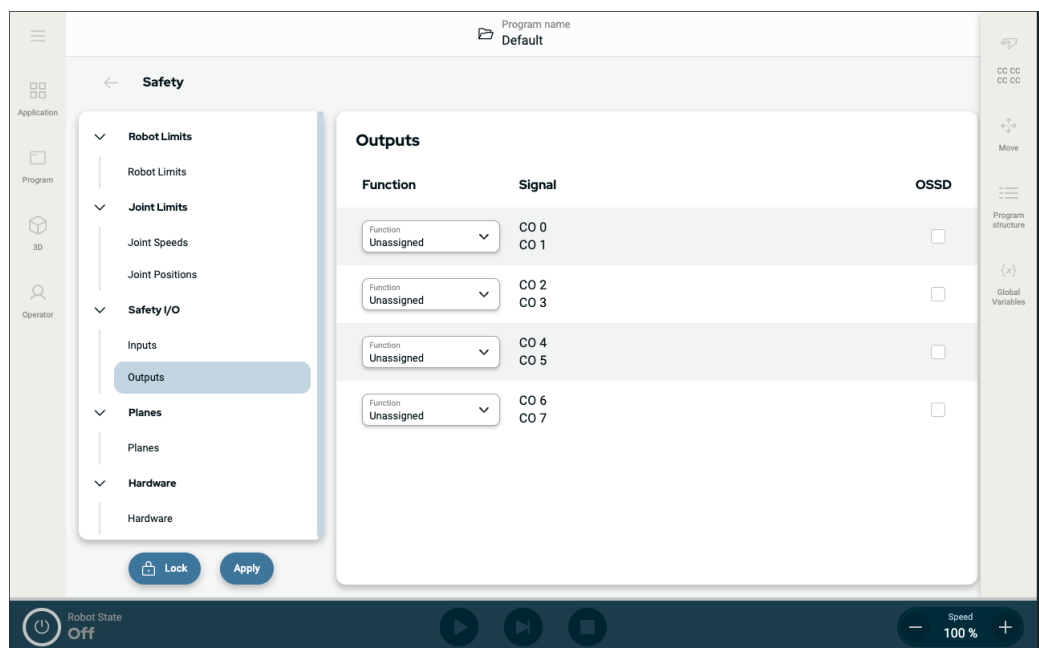 Program name
Default
Safety
Application
Program
3D
Operator
Robot Limits
Robot Limits
Joint Limits
Joint Speeds
Joint Positions
Safety I/O
Inputs
Outputs
Planes
Planes
Hardware
Hardware
Lock
Apply
Outputs
Function
Signal
OSSD
Function
Unassigned
CO 0
CO 1
Function
Unassigned
CO 2
CO 3
Function
Unassigned
CO 4
CO 5
Function
Unassigned
CO 6
CO 7
CC CC
CC CC
Move
Program
structure
{x}
Global
Variables
Robot State
Off
Speed
100 %